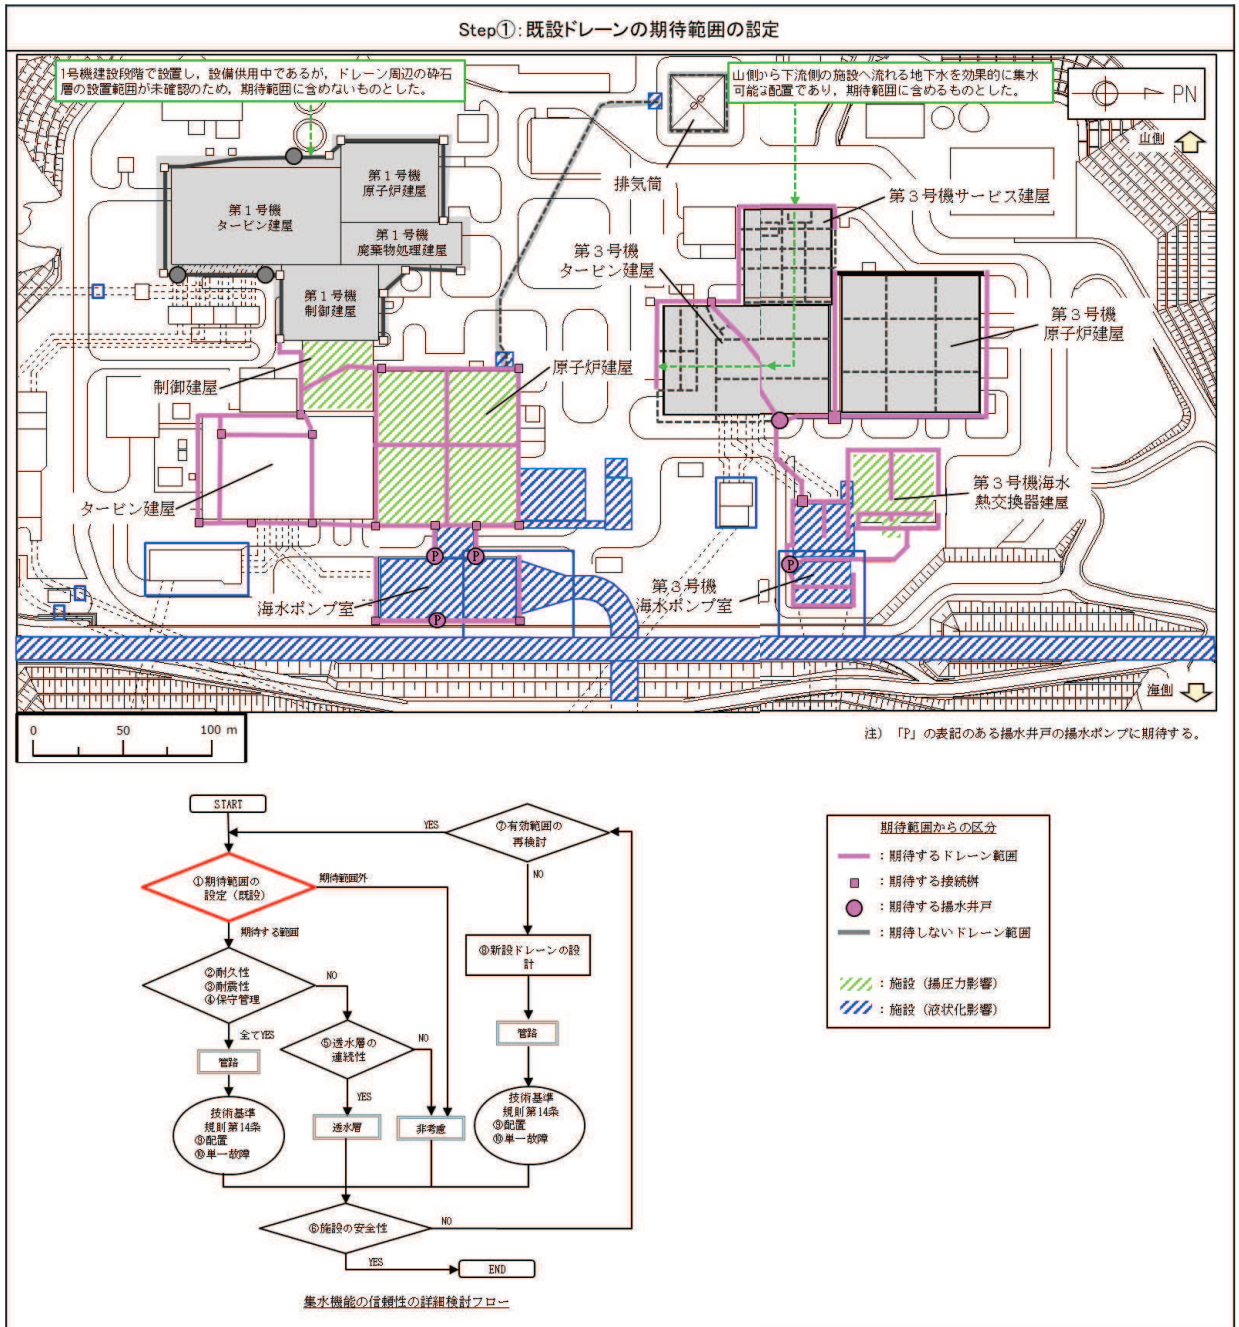 Step①：既設ドレーンの期待範囲の設定
1号機建設段階で設置し，設備供用中であるが，ドレーン周辺の砕石
層の設置範囲が未確認のため，期待範囲に含めないものとした。
山側から下流側の施設へ流れる地下水を効果的に集水
可能な配置であり，期待範囲に含めるものとした。
PN
山側
排気筒
第１号機
原子炉建屋
第１号機
タービン建屋
第１号機
廃棄物処理建屋
第１号機
制御建屋
第３号機サービス建屋
第３号機
タービン建屋
第３号機
原子炉建屋
制御建屋
原子炉建屋
タービン建屋
第３号機海水
熱交換器建屋
海水ポンプ室
第３号機
海水ポンプ室
P
P
P
P
海側
0 50 100 m
注）「P」の表記のある揚水井戸の揚水ポンプに期待する。
START
①期待範囲の
設定（既設）
期待範囲外
期待する範囲
②耐久性
③耐震性
④保守管理
NO
全てYES
管路
技術基準
規則第14条
⑨配置
⑩単一故障
⑤透水層の
連続性
NO
YES
透水層
非考慮
⑥施設の安全性
NO
YES
END
⑦有効範囲の
再検討
YES
NO
⑧新設ドレーンの設
計
管路
技術基準
規則第14条
⑨配置
⑩単一故障
集水機能の信頼性の詳細検討フロー
期待範囲からの区分
：期待するドレーン範囲
：期待する接続桝
：期待する揚水井戸
：期待しないドレーン範囲
：施設（揚圧力影響）
：施設（液状化影響）